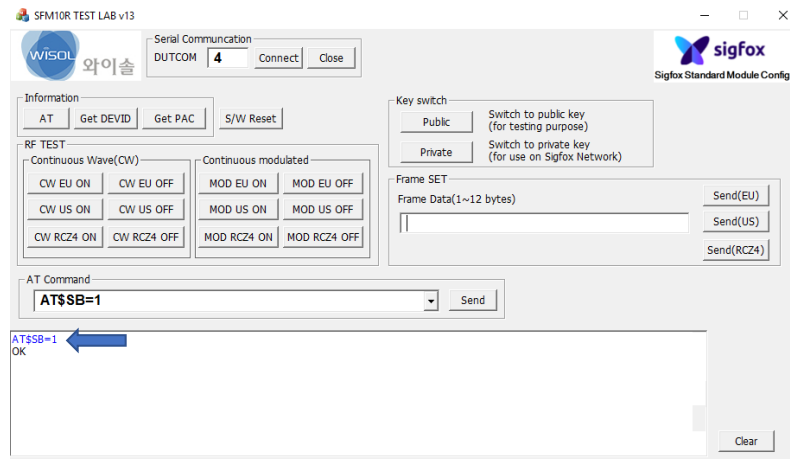 SFM10R TEST LAB v13
WiSOL 와이솔
Serial Communcation
DUTCOM 4 Connect Close
sigfox
Sigfox Standard Module Config
Information
AT Get DEVID Get PAC S/W Reset
Key switch
Public Switch to public key
(for testing purpose)
Private Switch to private key
(for use on Sigfox Network)
RF TEST
Continuous Wave(CW) Continuous modulated
CW EU ON CW EU OFF MOD EU ON MOD EU OFF
CW US ON CW US OFF MOD US ON MOD US OFF
CW RCZ4 ON CW RCZ4 OFF MOD RCZ4 ON MOD RCZ4 OFF
Frame SET
Frame Data(1~12 bytes)
Send(EU)
Send(US)
Send(RCZ4)
AT Command
AT$SB=1 Send
AT$SB=1
OK
Clear